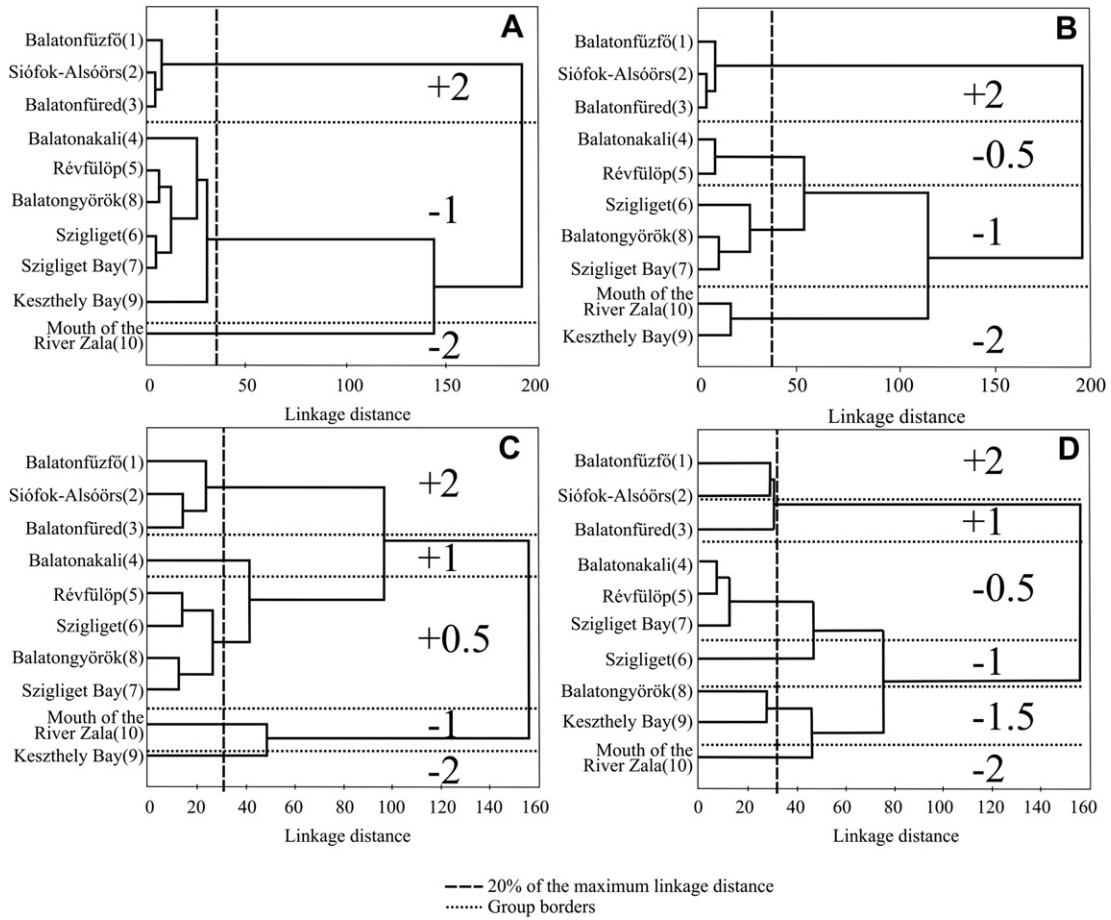 A
Balatonfűzfő(1)
Siófok-Alsóörs(2)
Balatonfüred(3)
Balatonakali(4)
Révfülöp(5)
Balatongyörök(8)
Szigliget(6)
Szigliget Bay(7)
Keszthely Bay(9)
Mouth of the
River Zala(10)
+2
-1
-2
0 50 100 150 200
Linkage distance
B
Balatonfűzfő(1)
Siófok-Alsóörs(2)
Balatonfüred(3)
Balatonakali(4)
Révfülöp(5)
Szigliget(6)
Balatongyörök(8)
Szigliget Bay(7)
Mouth of the
River Zala(10)
Keszthely Bay(9)
+2
-0.5
-1
-2
0 50 100 150 200
Linkage distance
C
Balatonfűzfő(1)
Siófok-Alsóörs(2)
Balatonfüred(3)
Balatonakali(4)
Révfülöp(5)
Szigliget(6)
Balatongyörök(8)
Szigliget Bay(7)
Mouth of the
River Zala(10)
Keszthely Bay(9)
+2
+1
+0.5
-1
-2
0 20 40 60 80 100 120 140 160
Linkage distance
D
Balatonfűzfő(1)
Siófok-Alsóörs(2)
Balatonfüred(3)
Balatonakali(4)
Révfülöp(5)
Szigliget Bay(7)
Szigliget(6)
Balatongyörök(8)
Keszthely Bay(9)
Mouth of the
River Zala(10)
+2
+1
-0.5
-1
-1.5
-2
0 20 40 60 80 100 120 140 160
Linkage distance
20% of the maximum linkage distance
Group borders